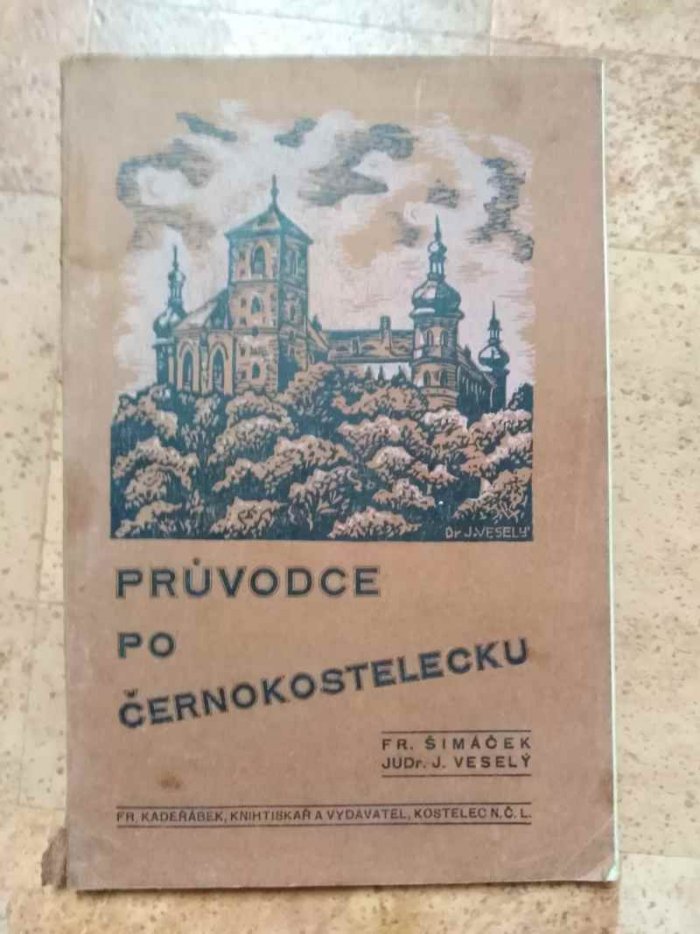 Dr J. VESELÝ
PRŮVODCE
PO
ČERNOKOSTELECKU
FR. ŠIMÁČEK
JUDr. J. VESELÝ
FR. KADEŘÁBEK, KNIHTISKAŘ A VYDAVATEL, KOSTELEC N. Č. L.